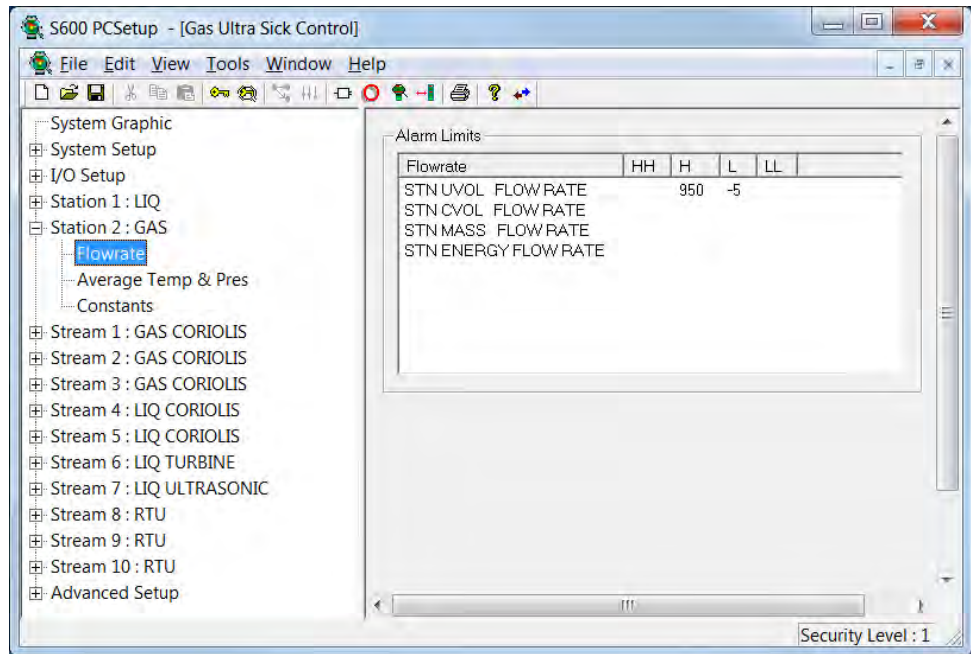 S600 PCSetup - [Gas Ultra Sick Control]
File Edit View Tools Window Help
System Graphic
System Setup
I/O Setup
Station 1 : LIQ
Station 2 : GAS
Flowrate
Average Temp & Pres
Constants
Stream 1 : GAS CORIOLIS
Stream 2 : GAS CORIOLIS
Stream 3 : GAS CORIOLIS
Stream 4 : LIQ CORIOLIS
Stream 5 : LIQ CORIOLIS
Stream 6 : LIQ TURBINE
Stream 7 : LIQ ULTRASONIC
Stream 8 : RTU
Stream 9 : RTU
Stream 10 : RTU
Advanced Setup
Alarm Limits
Flowrate HH H L LL
STN UVOL FLOW RATE 950 -5
STN CVOL FLOW RATE
STN MASS FLOW RATE
STN ENERGY FLOW RATE
Security Level : 1